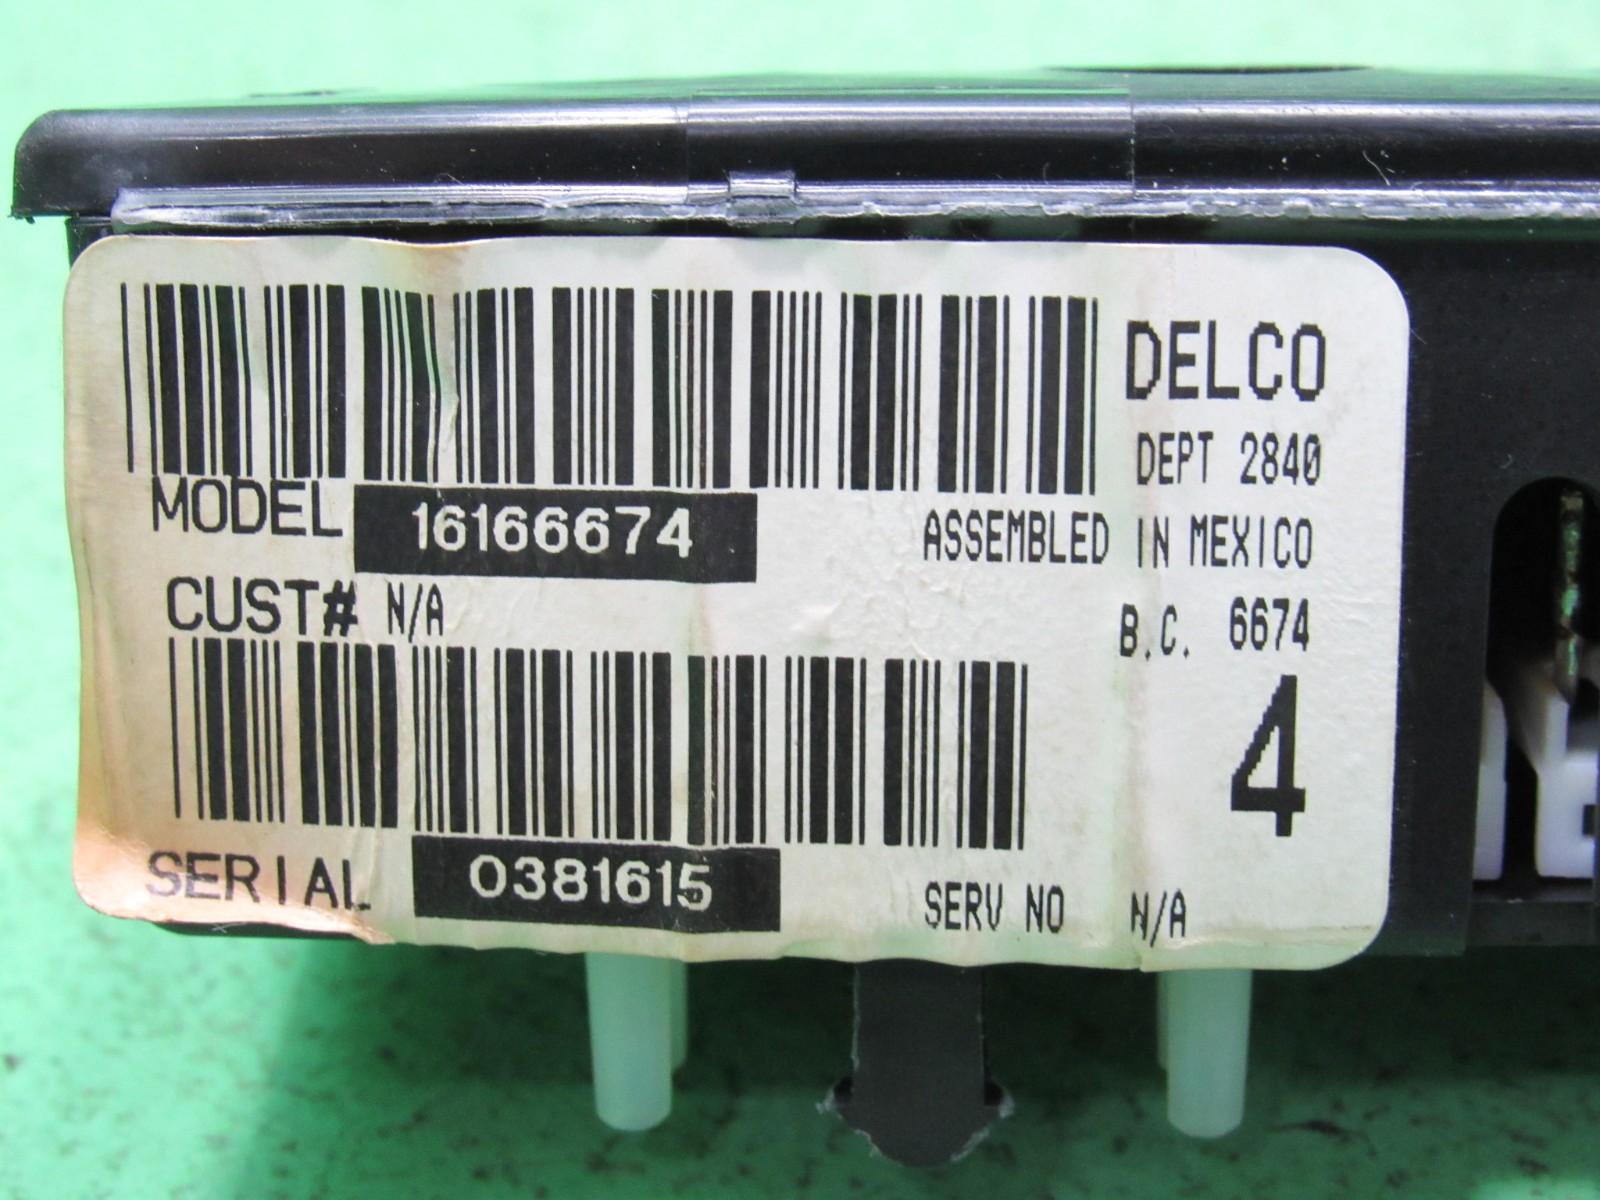 DELCO
DEPT 2840
MODEL 16166674
ASSEMBLED IN MEXICO
CUST# N/A
B.C. 6674
4
SERIAL 0381615
SERV NO N/A